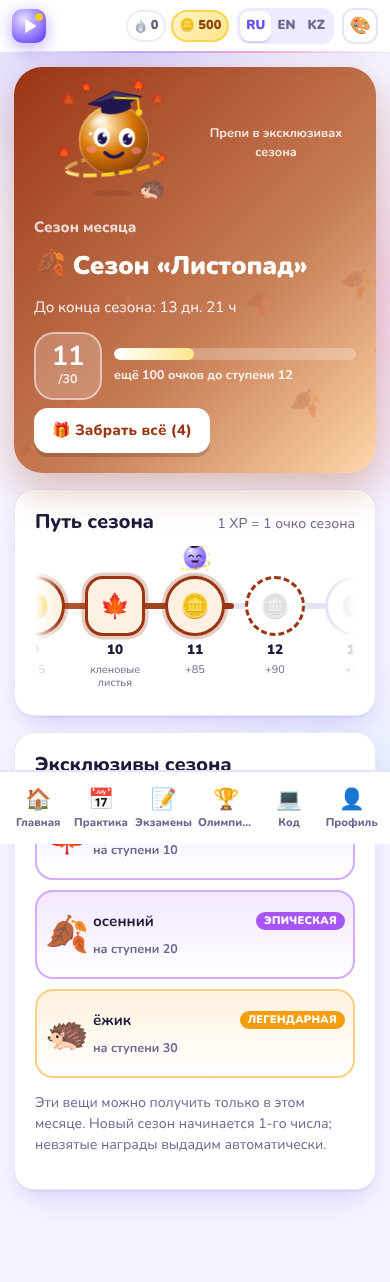 0
500
RU EN KZ
Препи в эксклюзивах
сезона
Сезон месяца
Сезон «Листопад»
До конца сезона: 13 дн. 21 ч
11
/30
ещё 100 очков до ступени 12
Забрать всё (4)
Путь сезона
1 XP = 1 очко сезона
10 11 12
кленовые
листья
+85
+90
Эксклюзивы сезона
Главная Практика Экзамены Олимпи... Код Профиль
на ступени 10
осенний
ЭПИЧЕСКАЯ
на ступени 20
ёжик
ЛЕГЕНДАРНАЯ
на ступени 30
Эти вещи можно получить только в этом
месяце. Новый сезон начинается 1-го числа;
невзятые награды выдадим автоматически.